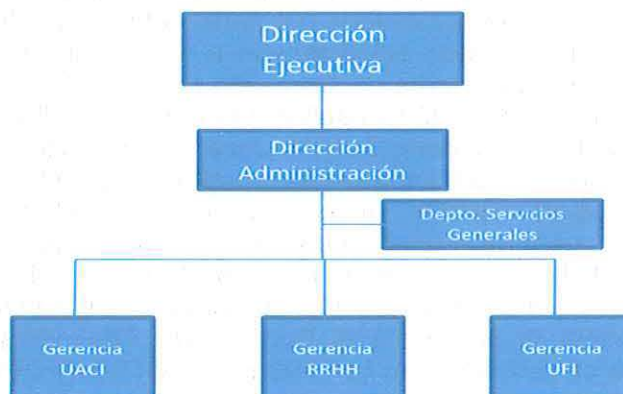 Dirección
Ejecutiva
Dirección
Administración
Depto. Servicios
Generales
Gerencia
UACI
Gerencia
RRHH
Gerencia
UFI